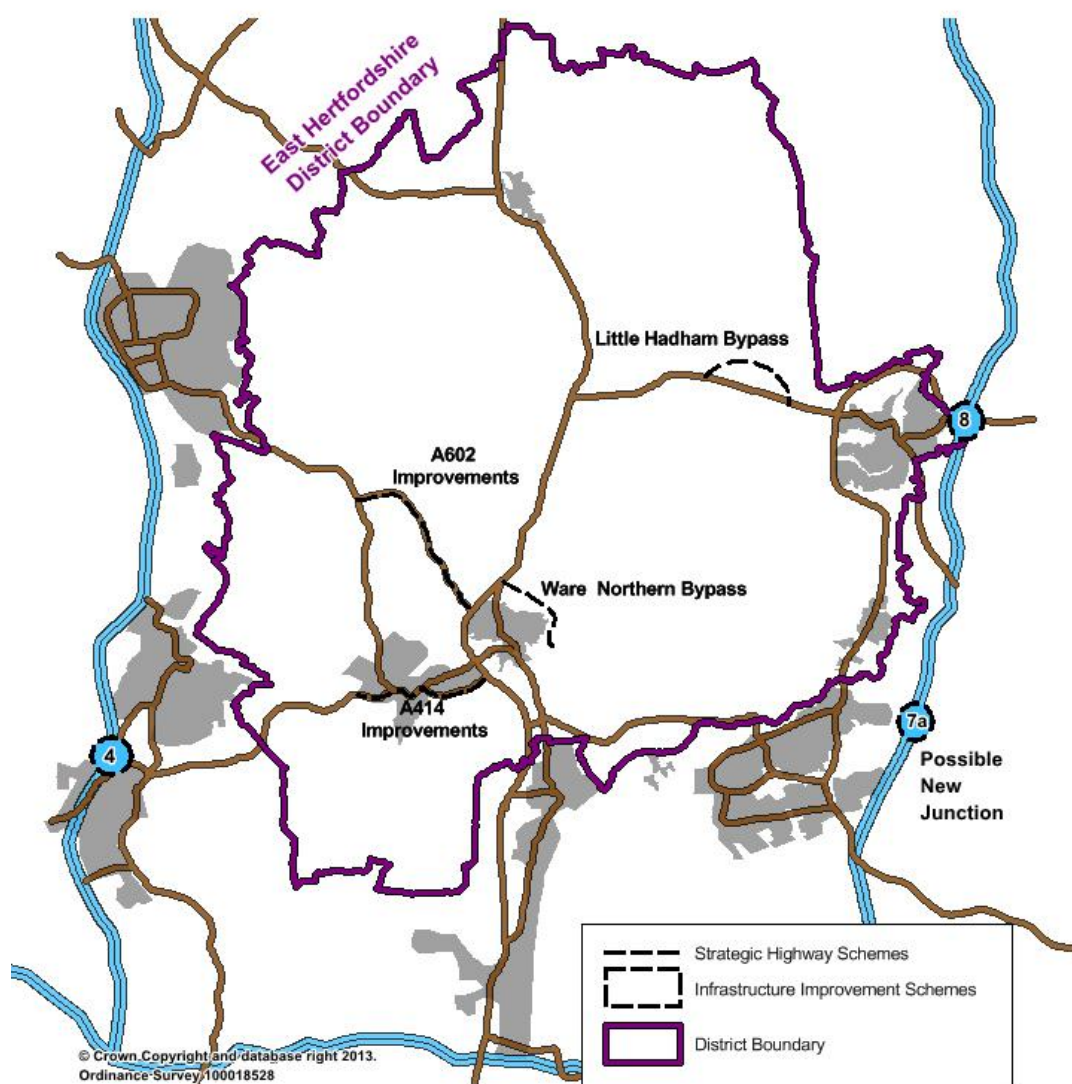 East Hertfordshire
District Boundary
Little Hadham Bypass
8
A602
Improvements
Ware  Northern Bypass
A414
Improvements
4
7a
Possible
New
Junction
Strategic Highway Schemes
Infrastructure Improvement Schemes
District Boundary
© Crown Copyright and database right 2013.
Ordinance Survey 100018528